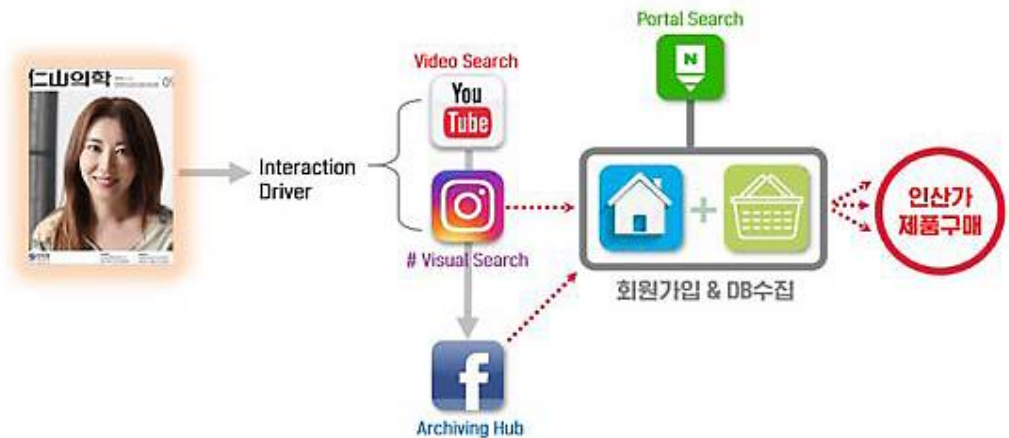 Portal Search
N
Video Search
You
Tube
仁山의학
Interaction
Driver
# Visual Search
인산가
제품구매
회원가입 & DB수집
f
Archiving Hub